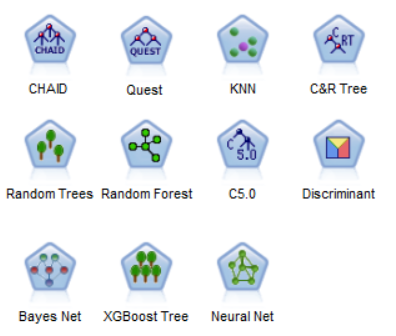 CHAID
QUEST
C
RT
CHAID
Quest
KNN
C&R Tree
C
5.0
Random Trees
Random Forest
C5.0
Discriminant
Bayes Net
XGBoost Tree
Neural Net